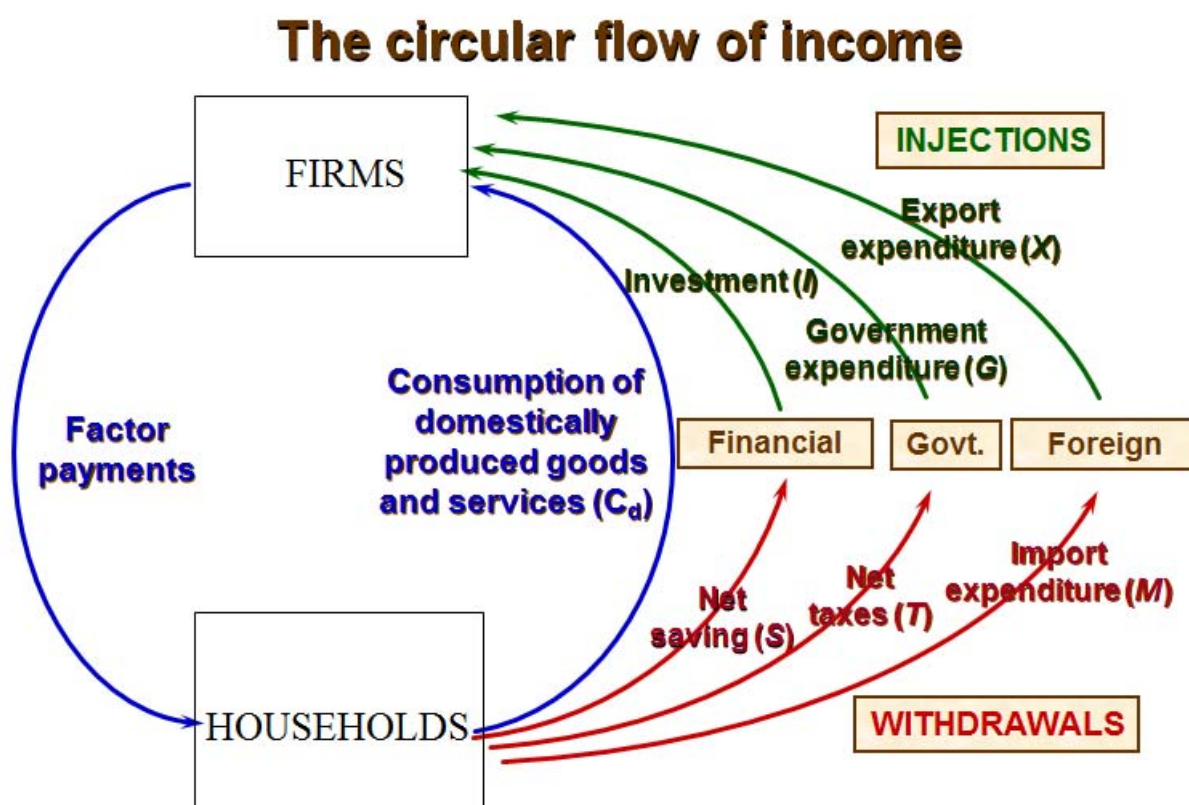 The circular flow of income
FIRMS
INJECTIONS
Export
expenditure (X)
Investment (I)
Government
expenditure (G)
Consumption of
domestically
produced goods
and services (Cd)
Factor
payments
Financial
Govt.
Foreign
Import
expenditure (M)
Net
taxes (T)
Net
saving (S)
HOUSEHOLDS
WITHDRAWALS